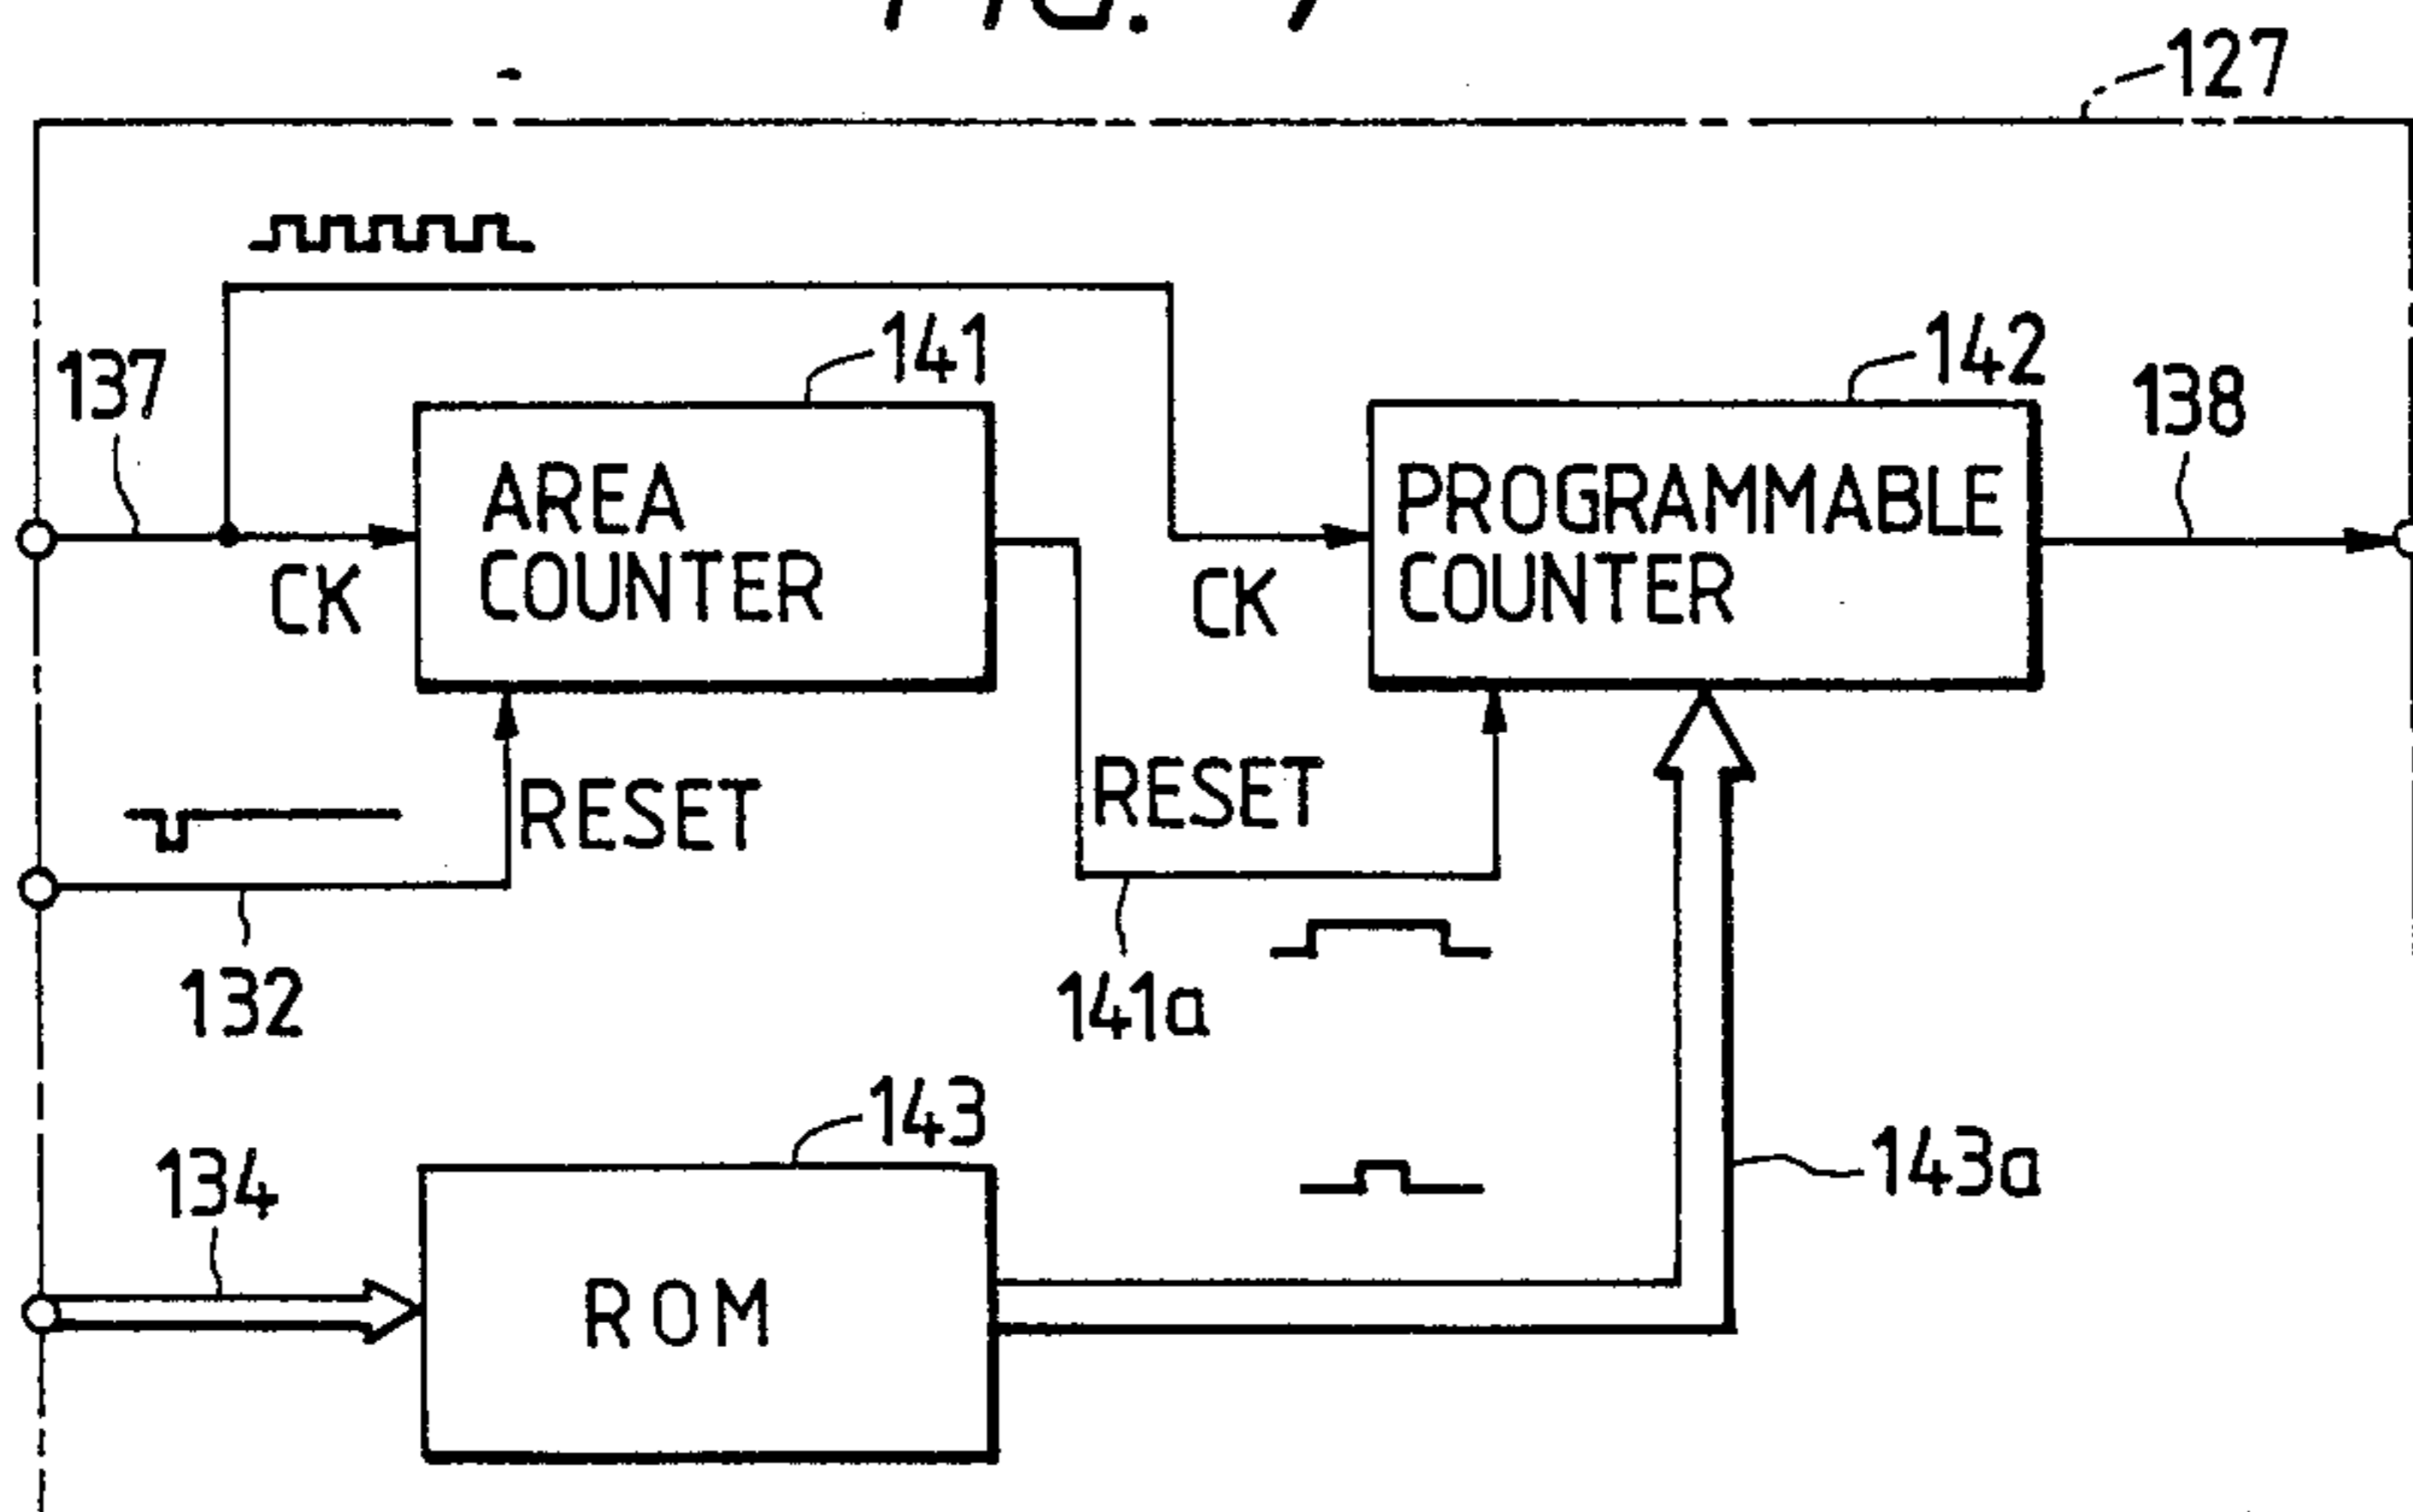 127
137
141
142
138
AREA
COUNTER
PROGRAMMABLE
COUNTER
CK
CK
RESET
RESET
132
141a
143
134
143a
ROM